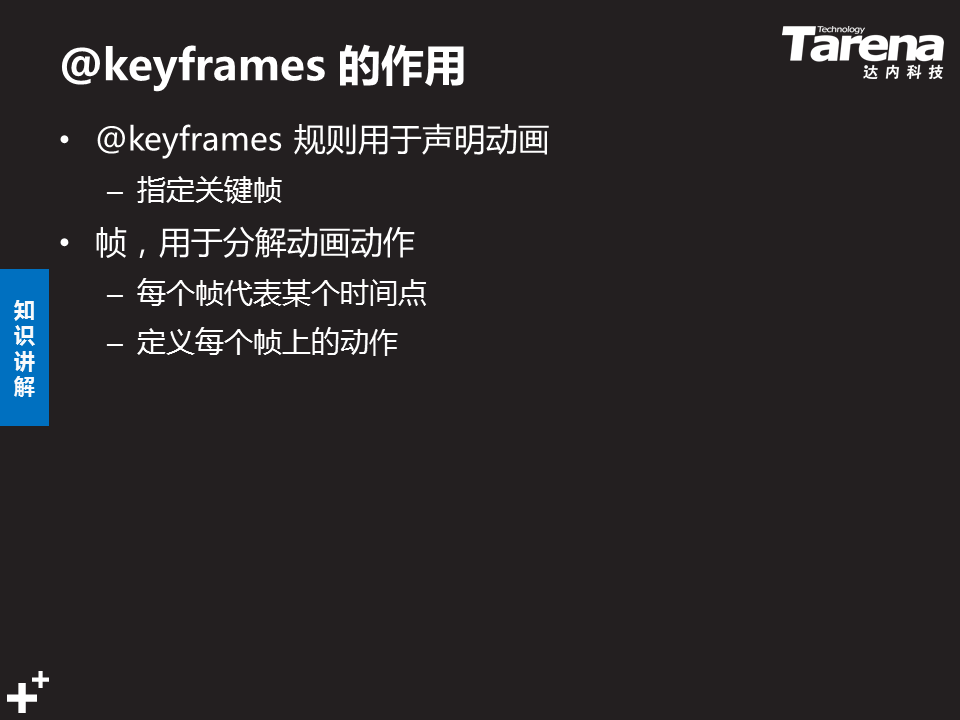 @keyframes 的作用
Technology
Tarena
达内科技
• @keyframes 规则用于声明动画
– 指定关键帧
• 帧，用于分解动画动作
– 每个帧代表某个时间点
– 定义每个帧上的动作
知
识
讲
解